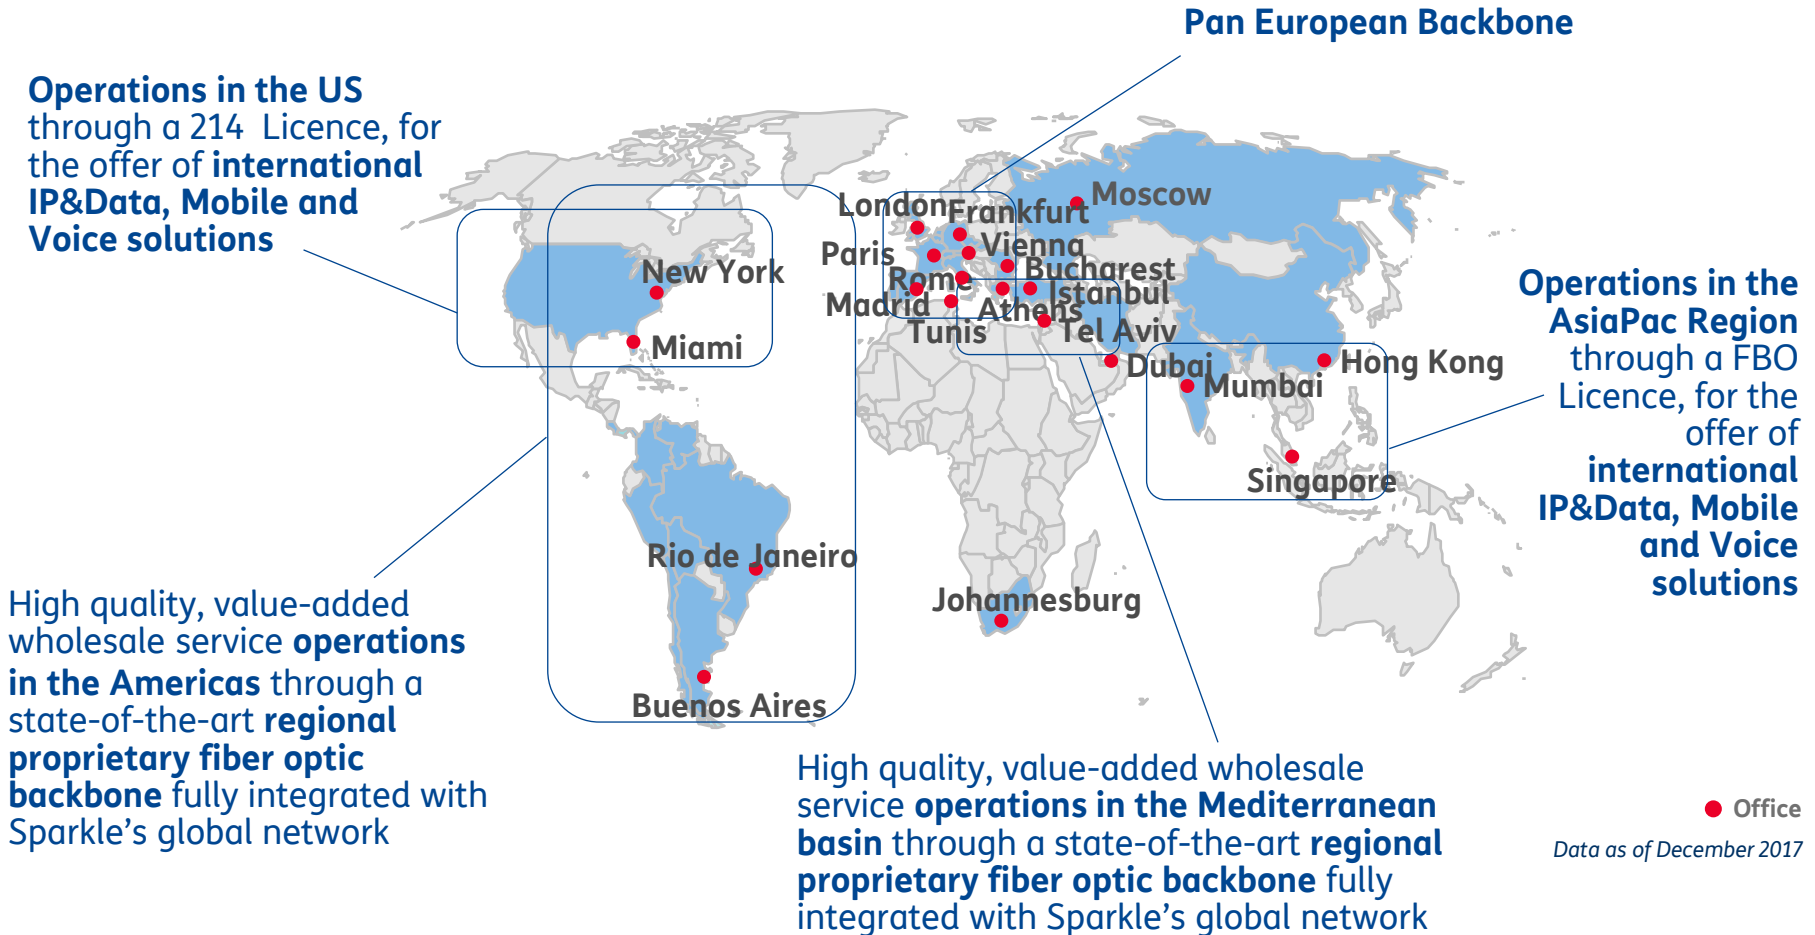 Pan European Backbone
Operations in the US
through a 214 Licence, for
the offer of international
IP&Data, Mobile and
Voice solutions
London
Frankfurt
Moscow
Paris
Vienna
New York
Rome
Bucharest
Madrid
Athens
Istanbul
Tunis
Tel Aviv
Miami
Dubai
Mumbai
Hong Kong
Singapore
Operations in the
AsiaPac Region
through a FBO
Licence, for the
offer of
international
IP&Data, Mobile
and Voice
solutions
Rio de Janeiro
Johannesburg
Buenos Aires
High quality, value-added
wholesale service operations
in the Americas through a
state-of-the-art regional
proprietary fiber optic
backbone fully integrated with
Sparkle's global network
High quality, value-added wholesale
service operations in the Mediterranean
basin through a state-of-the-art regional
proprietary fiber optic backbone fully
integrated with Sparkle's global network
Office
Data as of December 2017